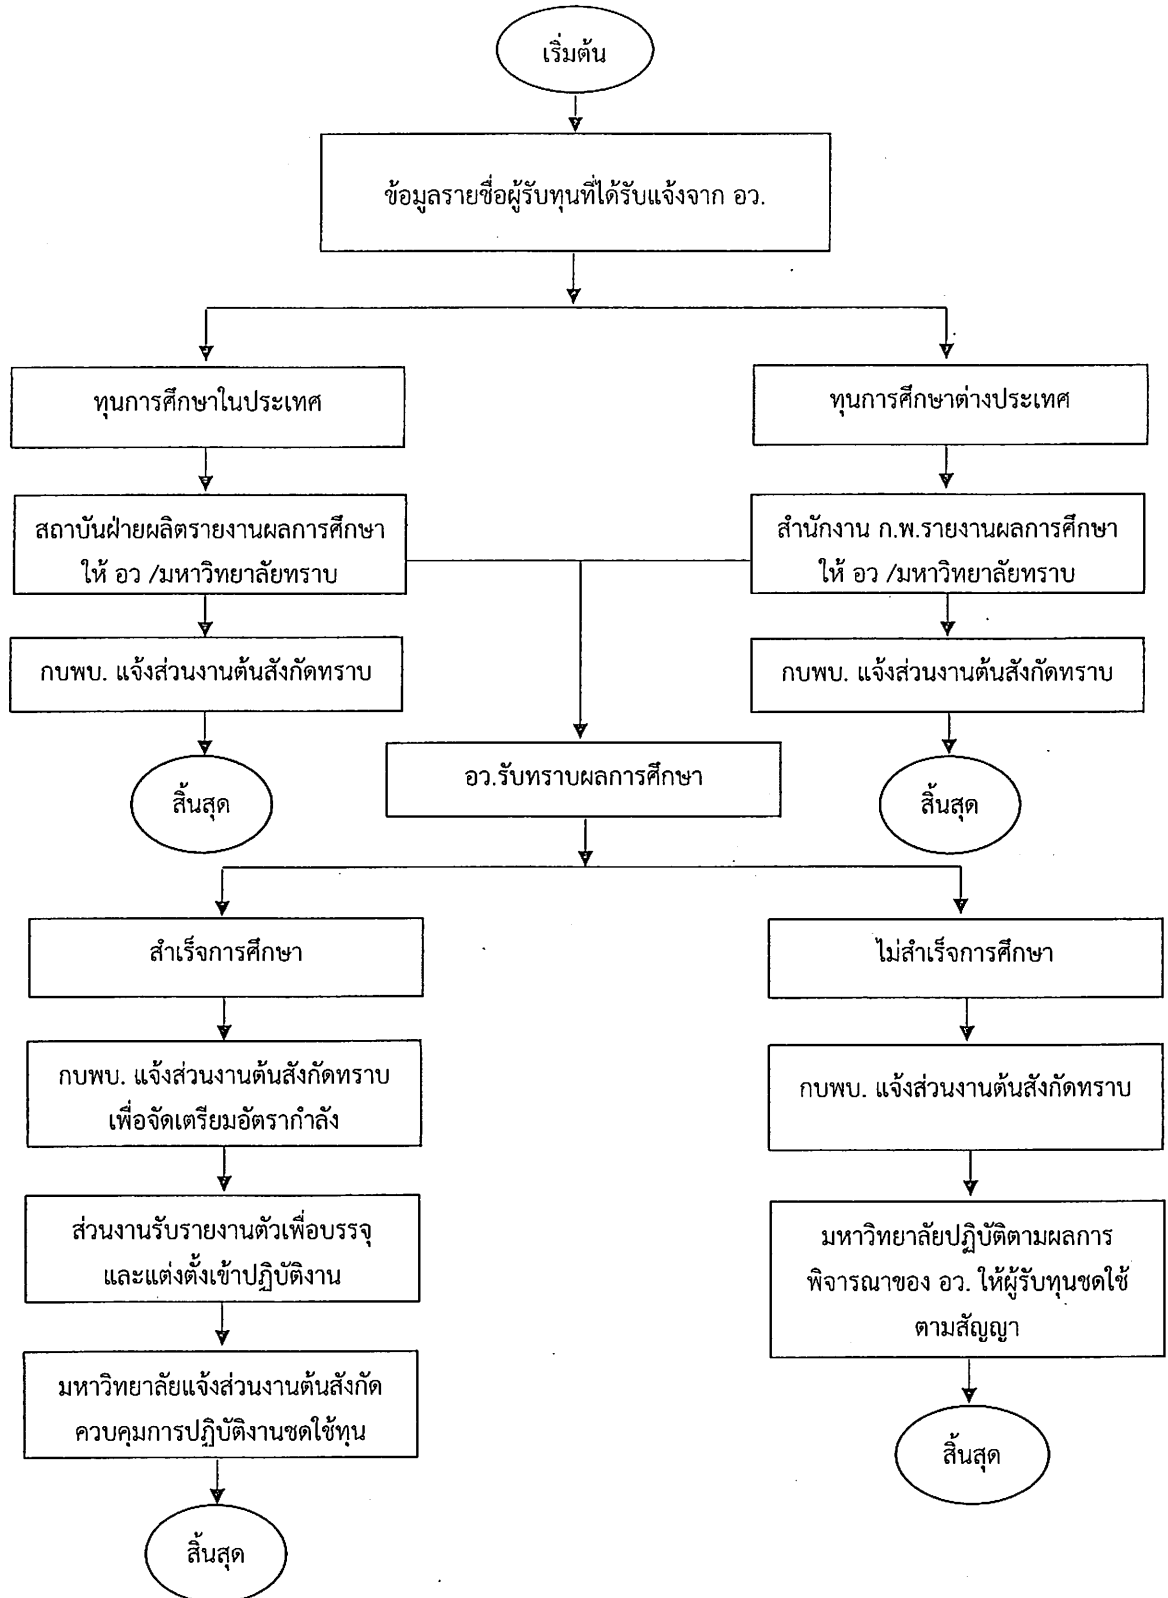 เริ่มต้น
ข้อมูลรายชื่อผู้รับทุนที่ได้รับแจ้งจาก อว.
ทุนการศึกษาในประเทศ
ทุนการศึกษาต่างประเทศ
สถาบันฝ่ายผลิตรายงานผลการศึกษา
ให้ อว /มหาวิทยาลัยทราบ
สำนักงาน ก.พ.รายงานผลการศึกษา
ให้ อว /มหาวิทยาลัยทราบ
กบพบ. แจ้งส่วนงานต้นสังกัดทราบ
กบพบ. แจ้งส่วนงานต้นสังกัดทราบ
สิ้นสุด
อว.รับทราบผลการศึกษา
สิ้นสุด
สำเร็จการศึกษา
ไม่สำเร็จการศึกษา
กบพบ. แจ้งส่วนงานต้นสังกัดทราบ
เพื่อจัดเตรียมอัตรากำลัง
กบพบ. แจ้งส่วนงานต้นสังกัดทราบ
ส่วนงานรับรายงานตัวเพื่อบรรจุ
และแต่งตั้งเข้าปฏิบัติงาน
มหาวิทยาลัยปฏิบัติตามผลการ
พิจารณาของ อว. ให้ผู้รับทุนชดใช้
ตามสัญญา
มหาวิทยาลัยแจ้งส่วนงานต้นสังกัด
ควบคุมการปฏิบัติงานชดใช้ทุน
สิ้นสุด
สิ้นสุด